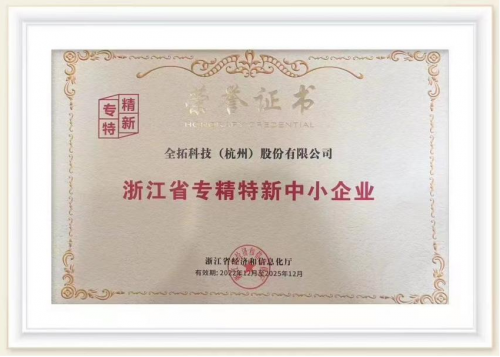 专精
特新
荣誉证书
HONORARY CREDENTIAL
全拓科技（杭州）股份有限公司
浙江省专精特新中小企业
浙江省经济和信息化厅
有效期：2022年12月至2025年12月